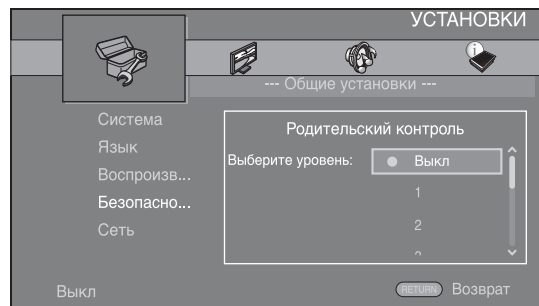 УСТАНОВКИ
--- Общие установки ---
Система
Язык
Воспроизв...
Безопасно...
Сеть
Родительский контроль
Выберите уровень:
Выкл
1
2
Выкл
RETURN Возврат